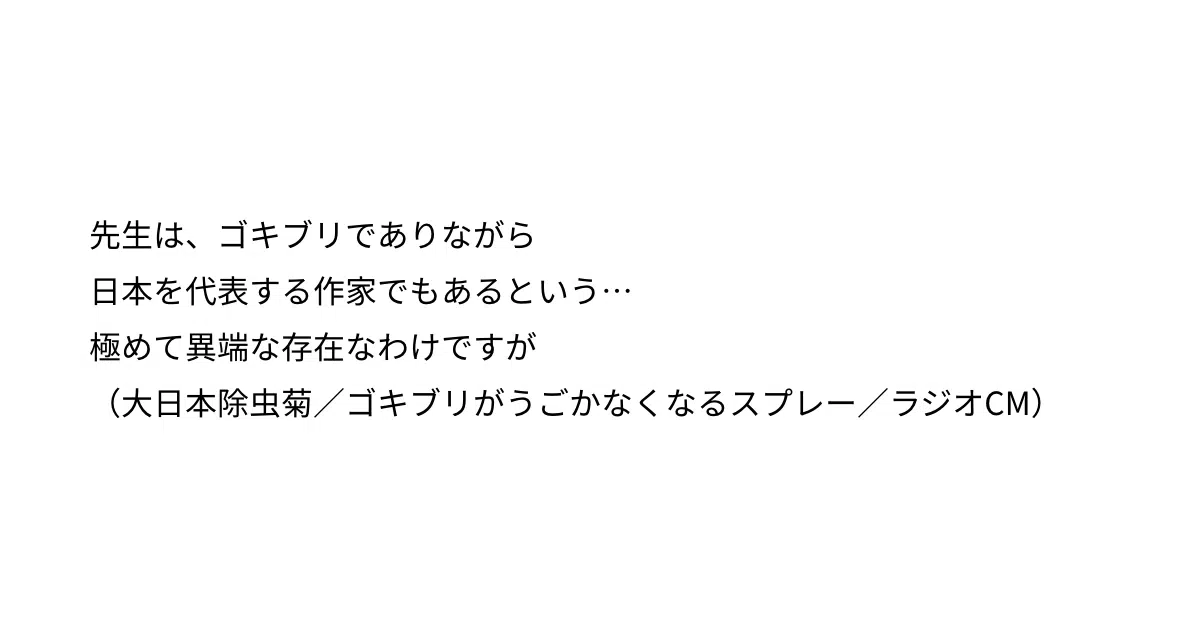 先生は、ゴキブリでありながら
日本を代表する作家でもあるという…
極めて異端な存在なわけですが
（大日本除虫菊／ゴキブリがうごかなくなるスプレー／ラジオCM）